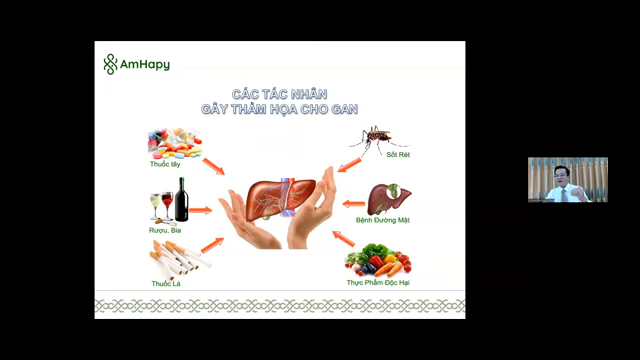 AmHapy
CÁC TÁC NHÂN
GÂY THẢM HỌA CHO GAN
Thuốc tây
Sốt Rét
Rượu, Bia
Bệnh Đường Mật
Thuốc Lá
Thực Phẩm Độc Hại